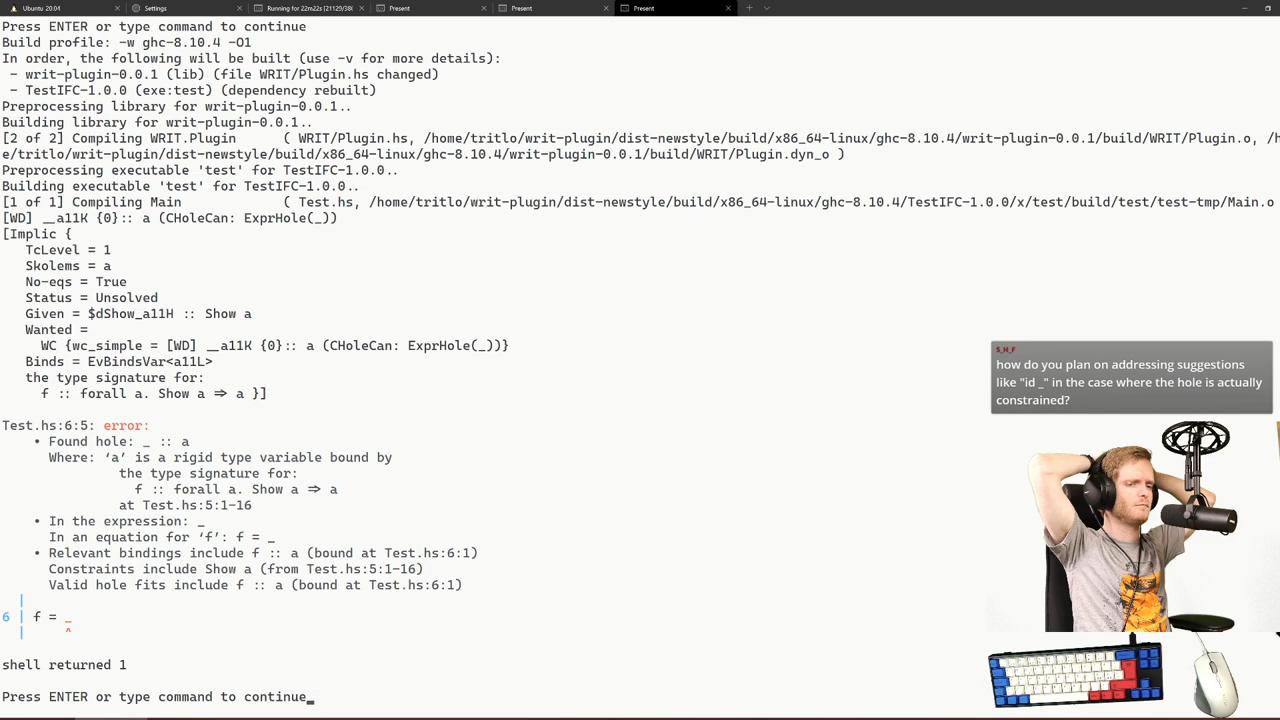 Ubuntu 20.04
Settings
Running for 22m22s [21129/38
Present
Present
Present
Press ENTER or type command to continue
Build profile: -w ghc-8.10.4 -O1
In order, the following will be built (use -v for more details):
 - writ-plugin-0.0.1 (lib) (file WRIT/Plugin.hs changed)
 - TestIFC-1.0.0 (exe:test) (dependency rebuilt)
Preprocessing library for writ-plugin-0.0.1..
Building library for writ-plugin-0.0.1..
[2 of 2] Compiling WRIT.Plugin      ( WRIT/Plugin.hs, /home/tritlo/writ-plugin/dist-newstyle/build/x86_64-linux/ghc-8.10.4/writ-plugin-0.0.1/build/WRIT/Plugin.o, /h
e/tritlo/writ-plugin/dist-newstyle/build/x86_64-linux/ghc-8.10.4/writ-plugin-0.0.1/build/WRIT/Plugin.dyn_o )
Preprocessing executable 'test' for TestIFC-1.0.0..
Building executable 'test' for TestIFC-1.0.0..
[1 of 1] Compiling Main             ( Test.hs, /home/tritlo/writ-plugin/dist-newstyle/build/x86_64-linux/ghc-8.10.4/TestIFC-1.0.0/x/test/build/test/test-tmp/Main.o
[WD] __a11K {0}:: a (CHoleCan: ExprHole(_))
[Implic {
   TcLevel = 1
   Skolems = a
   No-eqs = True
   Status = Unsolved
   Given = $dShow_a11H :: Show a
   Wanted =
     WC {wc_simple = [WD] __a11K {0}:: a (CHoleCan: ExprHole(_))}
   Binds = EvBindsVar<a11L>
   the type signature for:
     f :: forall a. Show a => a }]
Test.hs:6:5: error:
    • Found hole: _ :: a
      Where: ‘a’ is a rigid type variable bound by
               the type signature for:
                 f :: forall a. Show a => a
               at Test.hs:5:1-16
    • In the expression: _
      In an equation for ‘f’: f = _
    • Relevant bindings include f :: a (bound at Test.hs:6:1)
      Constraints include Show a (from Test.hs:5:1-16)
      Valid hole fits include f :: a (bound at Test.hs:6:1)
  |
6 | f = _
  |     ^
shell returned 1
Press ENTER or type command to continue
S_H_F
how do you plan on addressing suggestions
like "id _" in the case where the hole is actually
constrained?